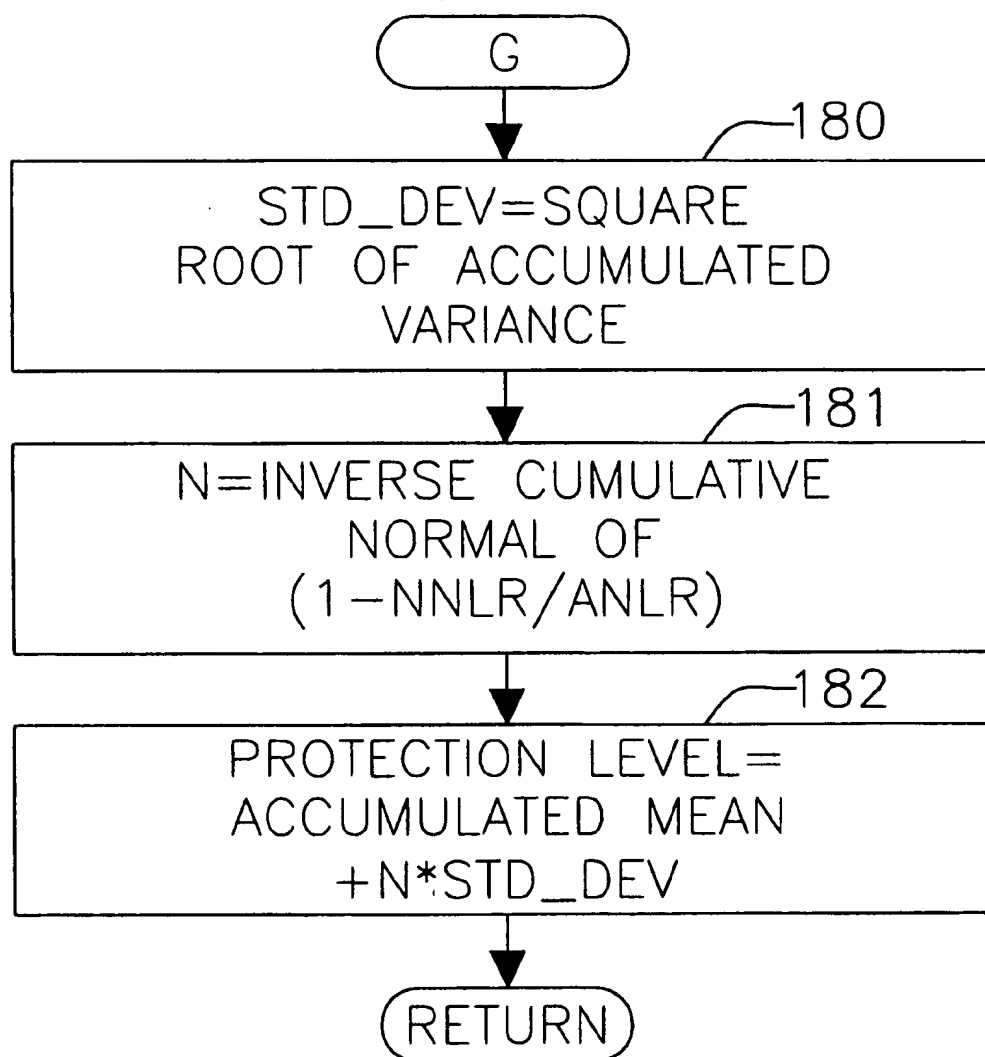 G
180
STD_DEV=SQUARE
ROOT OF ACCUMULATED
VARIANCE
181
N=INVERSE CUMULATIVE
NORMAL OF
(1-NNLR/ANLR)
182
PROTECTION LEVEL=
ACCUMULATED MEAN
+N*STD_DEV
RETURN